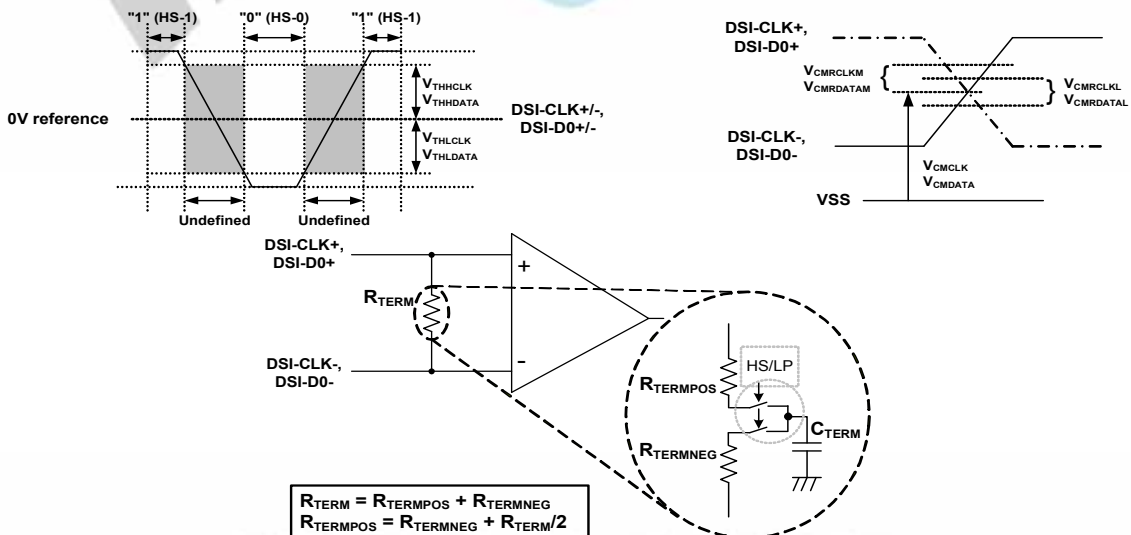 "1" (HS-1) "0" (HS-0) "1" (HS-1)
VTHHCLK
VTHHDATA
0V reference
DSI-CLK+/-,
DSI-D0+/-
VTHLCLK
VTHLDATA
Undefined Undefined
DSI-CLK+,
DSI-D0+
VCMRCLKM
VCMRDATAM
VCMRCLKL
VCMRDATAL
DSI-CLK-,
DSI-D0-
VCMCLK
VCMDATA
VSS
DSI-CLK+,
DSI-D0+
+
RTERM
-
DSI-CLK-,
DSI-D0-
HS/LP
RTERMPOS
CTERM
RTERMNEG
RTERM = RTERMPOS + RTERMNEG
RTERMPOS = RTERMNEG + RTERM/2